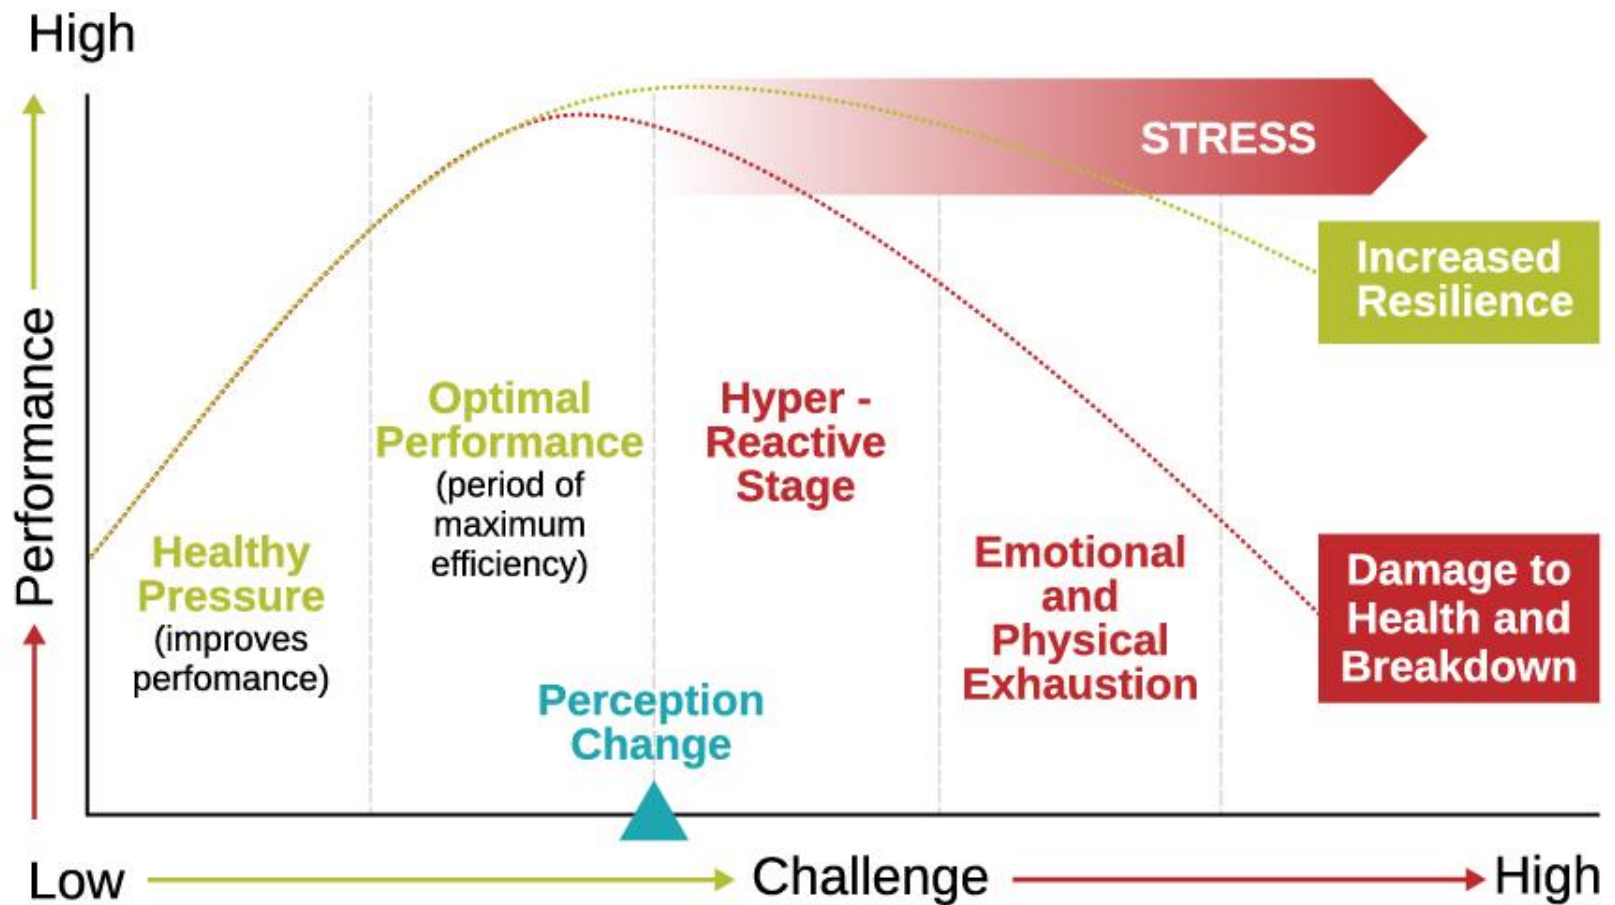 High
STRESS
Increased
Resilience
Performance
Optimal
Performance
(period of
maximum
efficiency)
Hyper -
Reactive
Stage
Healthy
Pressure
(improves
perfomance)
Emotional
and
Physical
Exhaustion
Damage to
Health and
Breakdown
Perception
Change
Low
Challenge
High